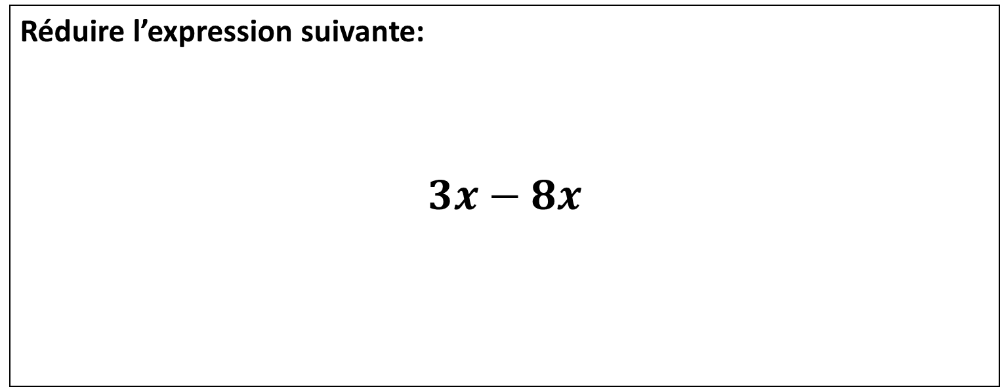 Réduire l’expression suivante:
3x − 8x